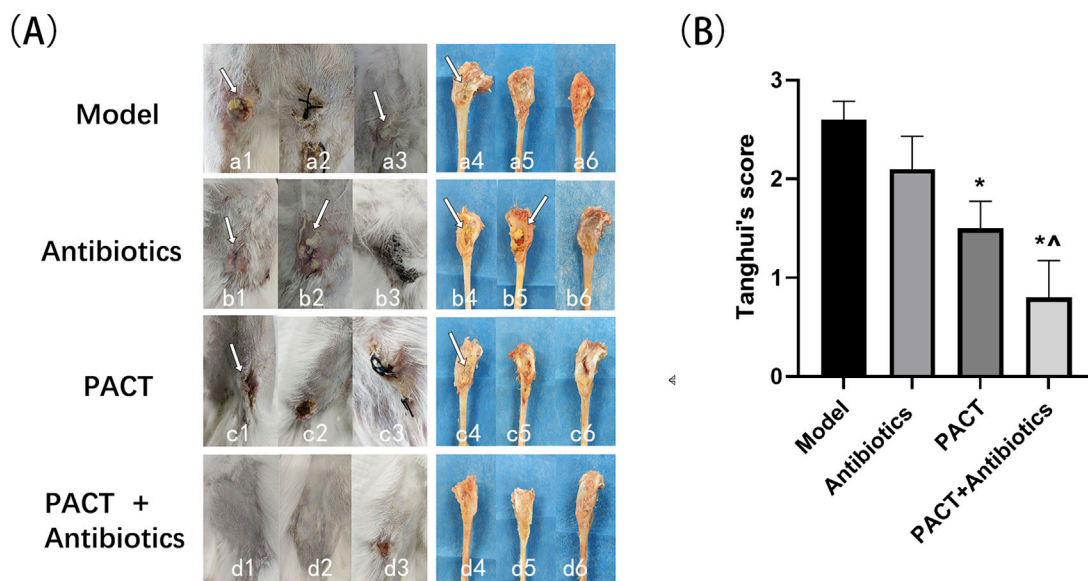 (A)
Model
a1 a2 a3 a4 a5 a6
Antibiotics
b1 b2 b3 b4 b5 b6
PACT
c1 c2 c3 c4 c5 c6
PACT +
Antibiotics
d1 d2 d3 d4 d5 d6
(B)
Tanghui's score
3
2
1
0
*
*^
Model
Antibiotics
PACT
PACT+Antibiotics